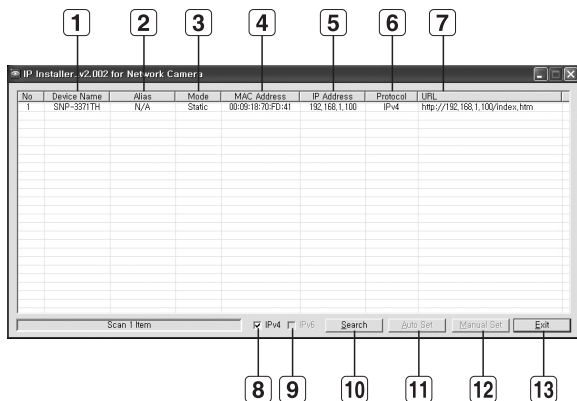 1 2 3 4 5 6 7
IP Installer. v2.002 for Network Camera
No Device Name Alias Mode MAC Address IP Address Protocol URL
1 SNP-3371TH N/A Static 00:09:18:70:FD:41 192,168,1,100 IPv4 http://192,168,1,100/index,htm
Scan 1 Item IPv4 IPv6 Search Auto Set Manual Set Exit
8 9 10 11 12 13